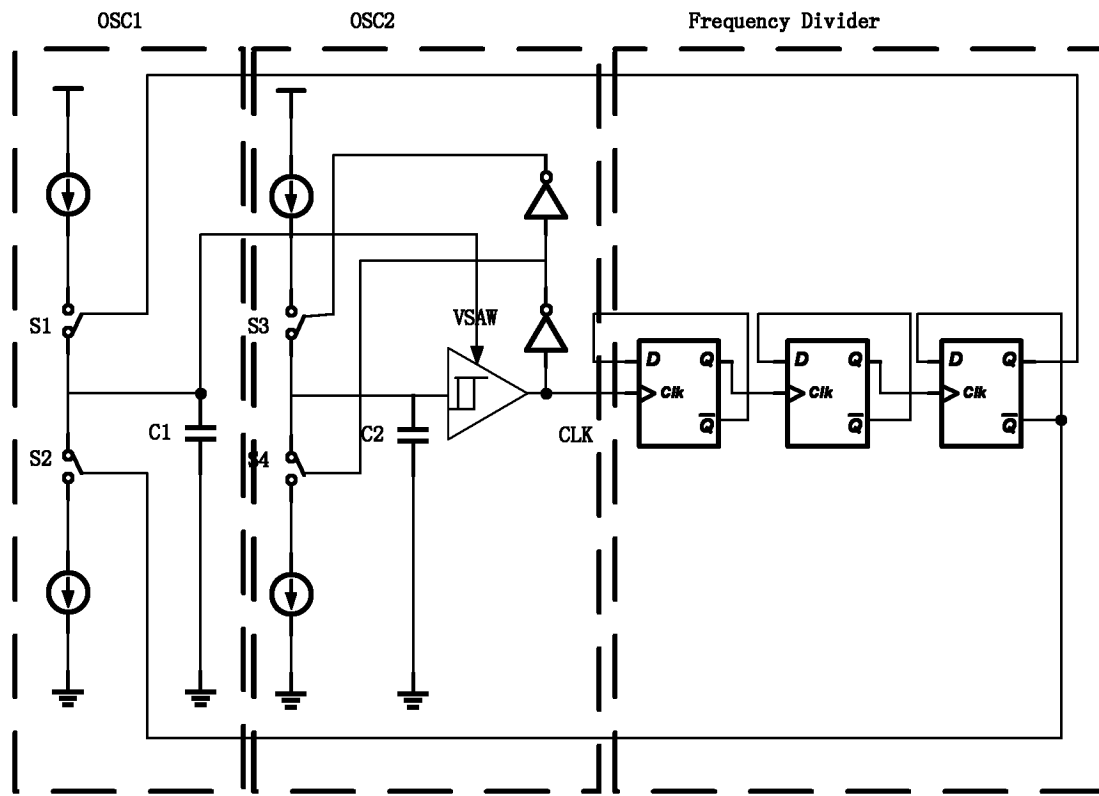 OSC1
OSC2
Frequency Divider
S1
S3
VSAW
D Q
Clk
Q
D Q
Clk
Q
D Q
Clk
Q
C1
C2
CLK
S2
S4